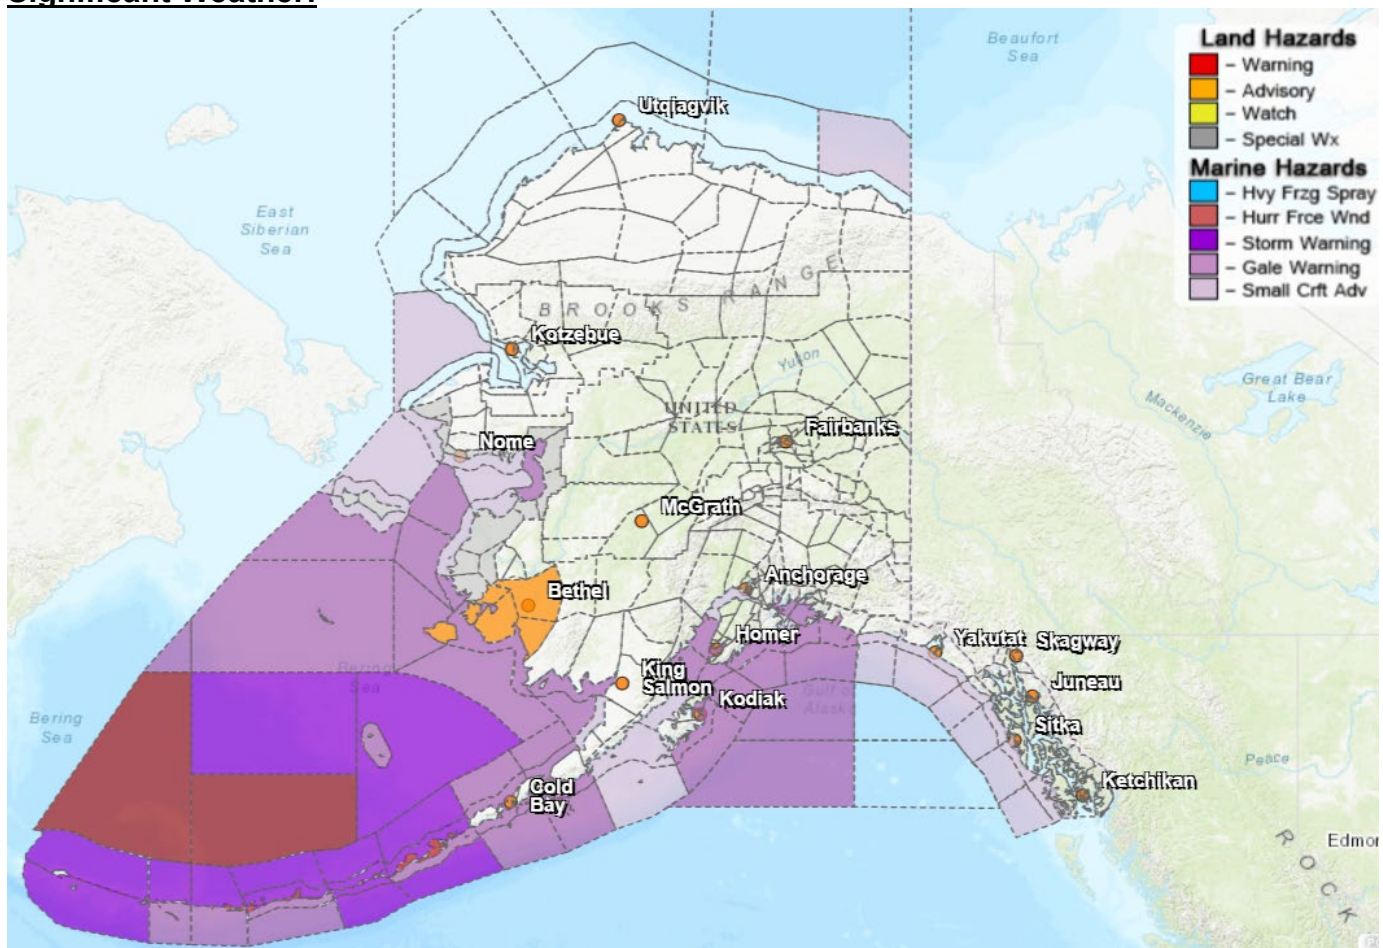 Significant Weather:
Beaufort
Sea
Land Hazards
– Warning
– Advisory
– Watch
– Special Wx
Marine Hazards
– Hvy Frzg Spray
– Hurr Frce Wnd
– Storm Warning
– Gale Warning
– Small Crft Adv
Utqiagvik
East
Siberian
Sea
BROOKS RANGE
Kotzebue
Yukon
Great Bear
Lake
Mackenzie
UNITED
STATES
Nome
Fairbanks
McGrath
Anchorage
Bethel
Homer
Yakutat
Skagway
King
Salmon
Bering
Sea
Juneau
Kodiak
Gulf of
Alaska
Bering
Sea
Sitka
Peace
Cold
Bay
Ketchikan
Edmon
ROCK